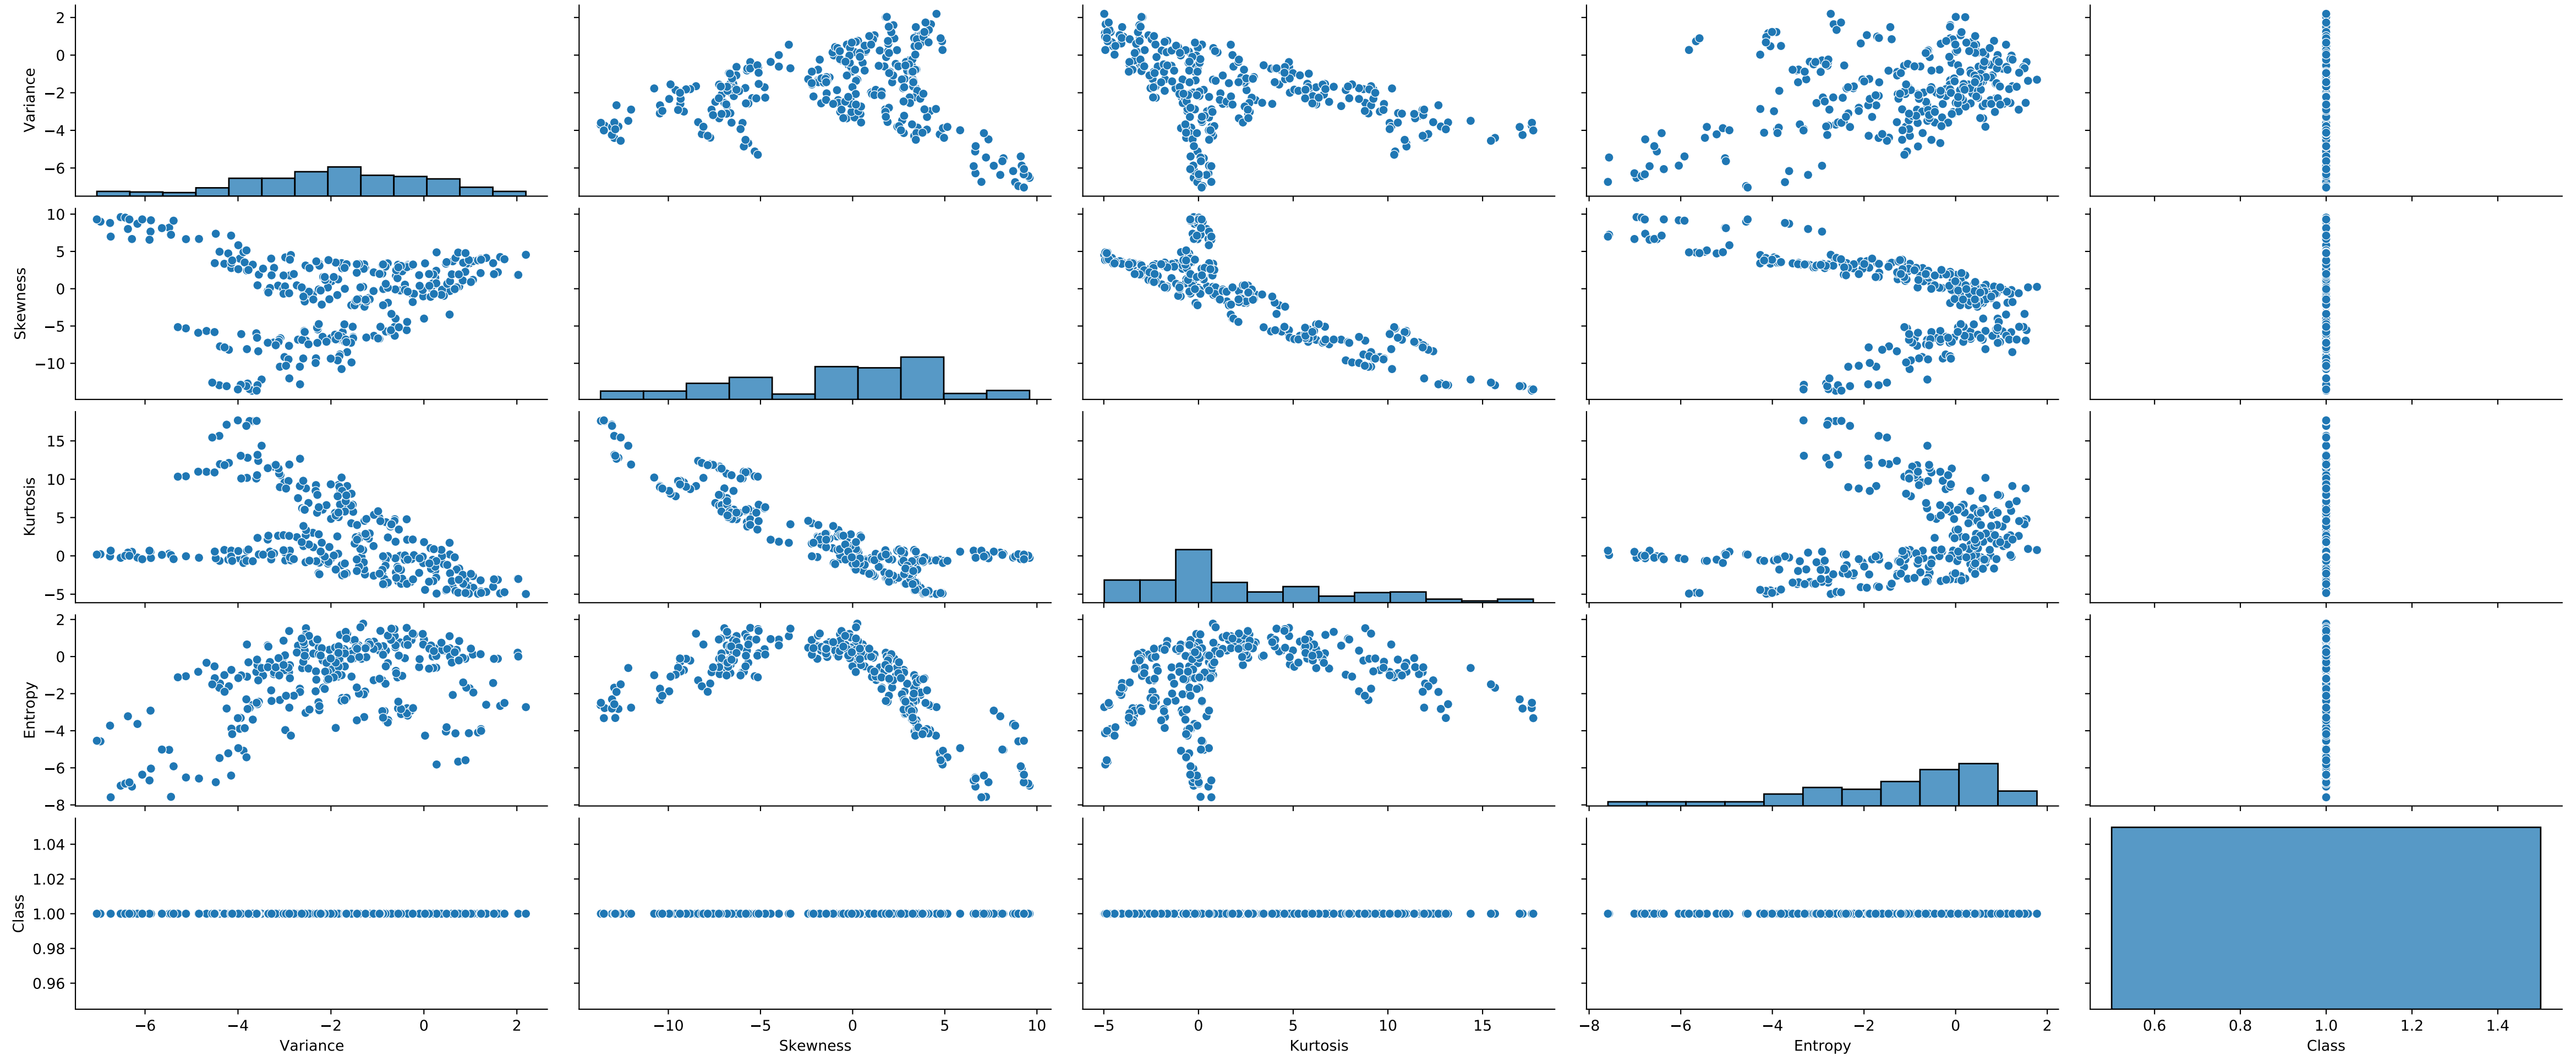 2
0
−2
−4
−6
Variance
10
5
0
−5
−10
Skewness
15
10
5
0
−5
Kurtosis
2
0
−2
−4
−6
−8
Entropy
1.04
1.02
1.00
0.98
0.96
Class
−6 −4 −2 0 2
−10 −5 0 5 10
−5 0 5 10 15
−8 −6 −4 −2 0 2
0.6 0.8 1.0 1.2 1.4
Variance
Skewness
Kurtosis
Entropy
Class